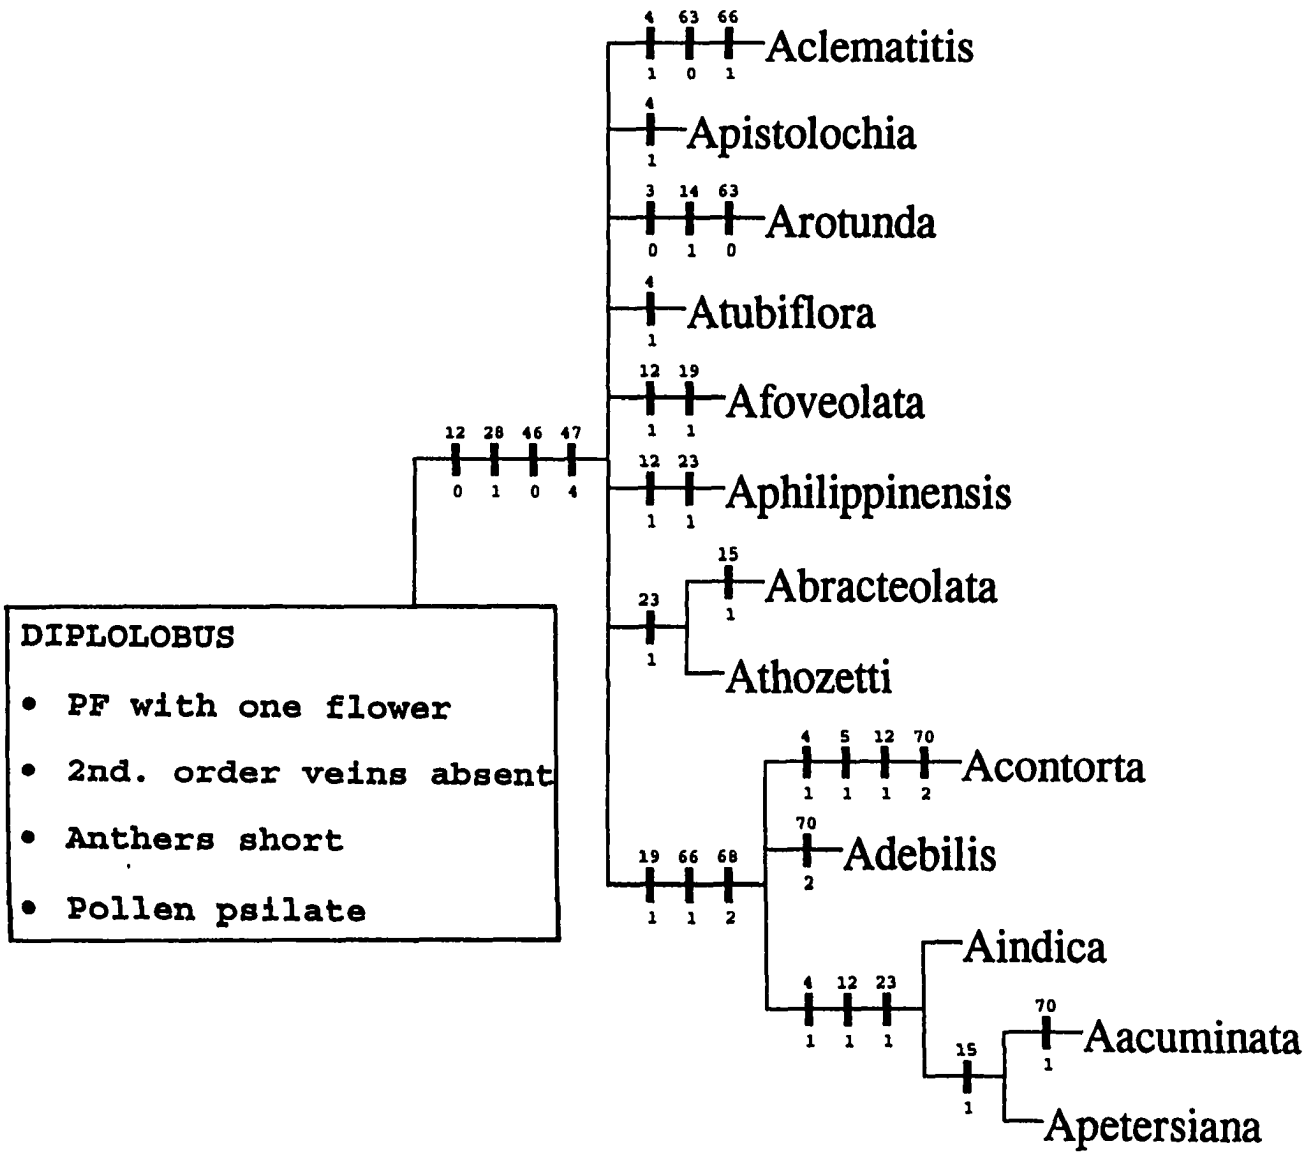 4 63 66
Aclematitis
1 0 1
4
Apistolochia
1
3 14 63
Arotunda
0 1 0
4
Atubiflora
1
12 19
Afoveolata
1 1
12 28 46 47
0 1 0 4
12 23
Aphilippinensis
1 1
15
Abracteolata
1
23
1
Athozetti
DIPLOLOBUS
• PF with one flower
• 2nd. order veins absent
• Anthers short
• Pollen psilate
4 5 12 70
Acontorta
1 1 1 2
70
Adebilis
2
19 66 68
1 1 2
Aindica
4 12 23
1 1 1
70
Aacuminata
1
15
1
Apetersiana